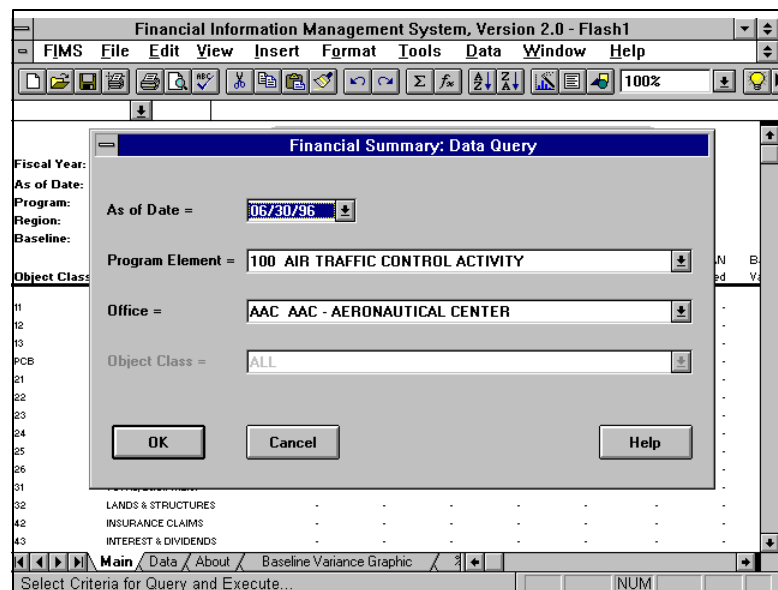 Financial Information Management System, Version 2.0 - Flash1
FIMS File Edit View Insert Format Tools Data Window Help
100%
Financial Summary: Data Query
Fiscal Year:
As of Date:
Program:
Region:
Baseline:
Object Class
As of Date = 06/30/96
Program Element = 100 AIR TRAFFIC CONTROL ACTIVITY
Office = AAC AAC - AERONAUTICAL CENTER
Object Class = ALL
OK Cancel Help
11
12
13
PCB
21
22
23
24
25
26
31
32 LANDS & STRUCTURES - - - - - - -
42 INSURANCE CLAIMS - - - - - - -
43 INTEREST & DIVIDENDS - - - - - - -
Main Data About Baseline Variance Graphic
Select Criteria for Query and Execute... NUM